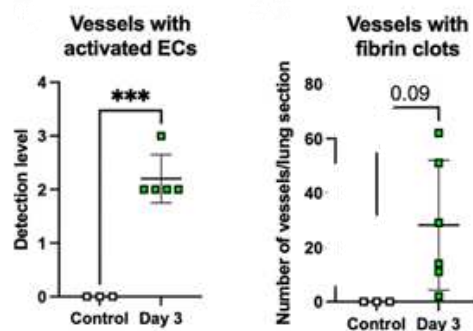 Vessels with
activated ECs
Detection level
4
3
2
1
0
***
Control Day 3
Vessels with
fibrin clots
Number of vessels/lung section
80
60
40
20
0
0.09
Control Day 3